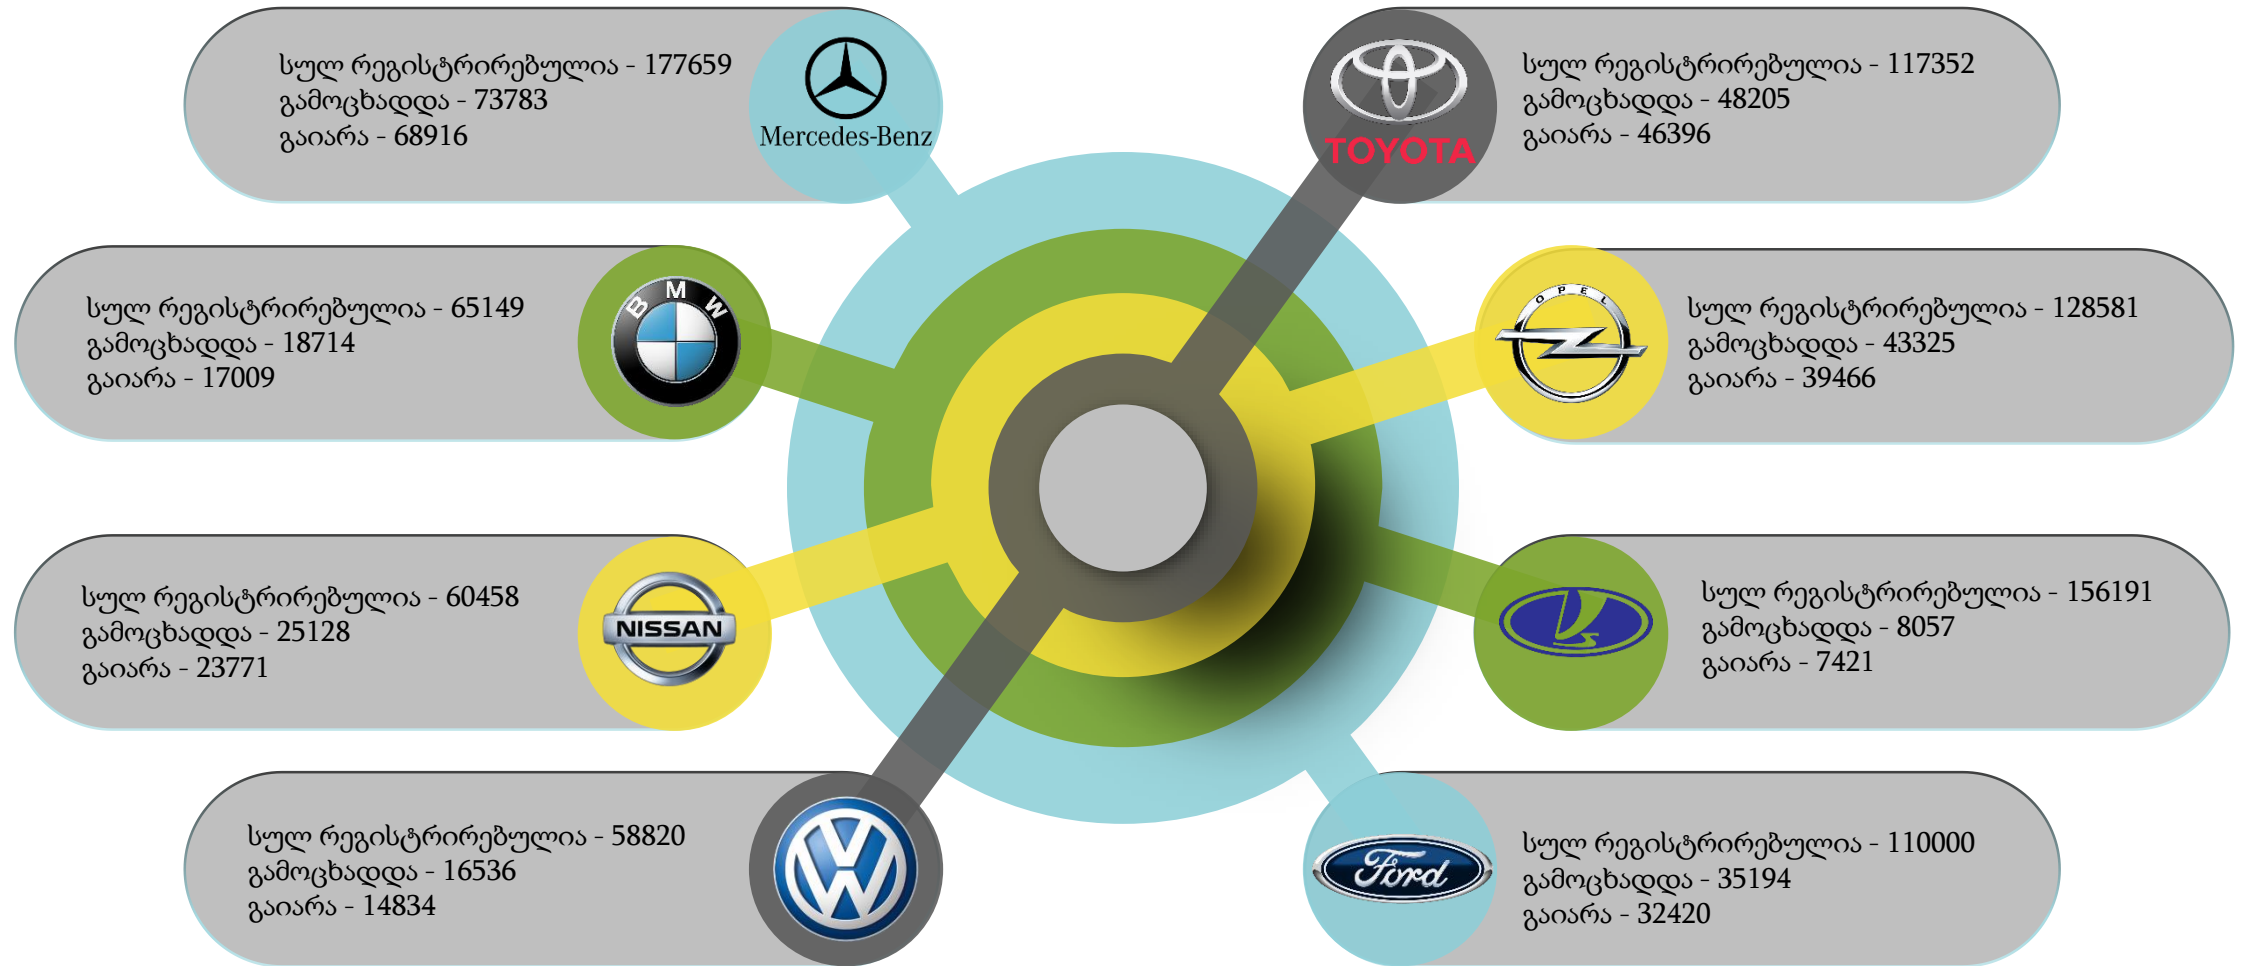 სულ რეგისტრირებულია - 177659
გამოცხადდა - 73783
გაიარა - 68916
Mercedes-Benz
TOYOTA
სულ რეგისტრირებულია - 117352
გამოცხადდა - 48205
გაიარა - 46396
სულ რეგისტრირებულია - 65149
გამოცხადდა - 18714
გაიარა - 17009
BMW
OPEL
სულ რეგისტრირებულია - 128581
გამოცხადდა - 43325
გაიარა - 39466
სულ რეგისტრირებულია - 60458
გამოცხადდა - 25128
გაიარა - 23771
NISSAN
სულ რეგისტრირებულია - 156191
გამოცხადდა - 8057
გაიარა - 7421
სულ რეგისტრირებულია - 58820
გამოცხადდა - 16536
გაიარა - 14834
VW
Ford
სულ რეგისტრირებულია - 110000
გამოცხადდა - 35194
გაიარა - 32420